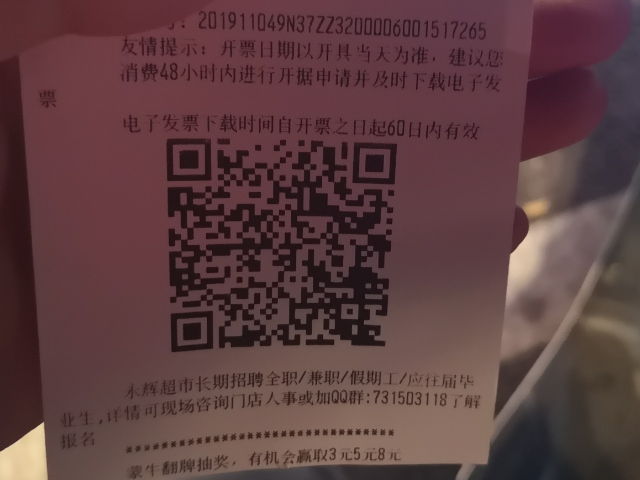 : 201911049N37ZZ3200006001517265
友情提示: 开票日期以开具当天为准, 建议您
消费48小时内进行开据申请并及时下载电子发
票
电子发票下载时间自开票之日起60日内有效
永辉超市长期招聘全职/兼职/假期工/应往届毕
业生,详情可现场咨询门店人事或加QQ群:731503118了解
报名
蒙牛翻牌抽奖, 有机会赢取3元5元8元